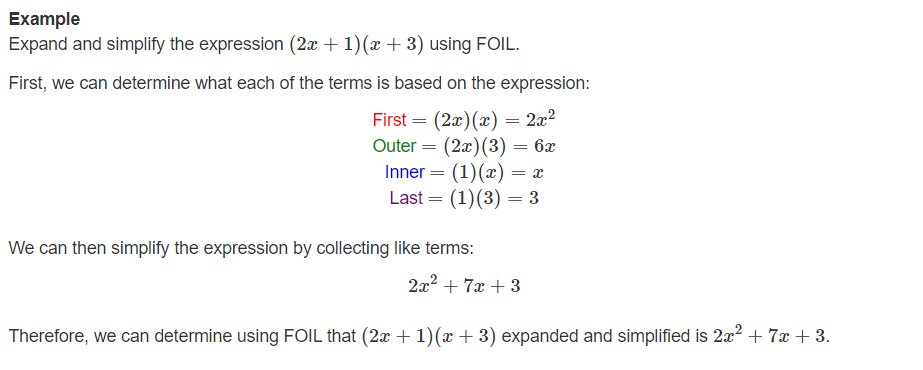 Example
Expand and simplify the expression (2x + 1)(x + 3) using FOIL.
First, we can determine what each of the terms is based on the expression:
First = (2x)(x) = 2x²
Outer = (2x)(3) = 6x
Inner = (1)(x) = x
Last = (1)(3) = 3
We can then simplify the expression by collecting like terms:
2x² + 7x + 3
Therefore, we can determine using FOIL that (2x + 1)(x + 3) expanded and simplified is 2x² + 7x + 3.